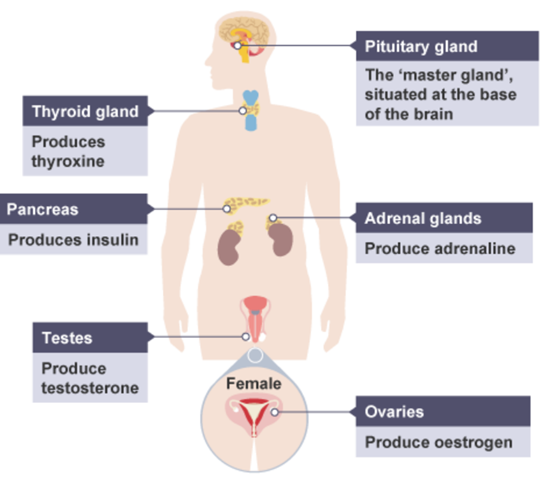 Pituitary gland
The ‘master gland’,
situated at the base
of the brain
Thyroid gland
Produces
thyroxine
Pancreas
Produces insulin
Adrenal glands
Produce adrenaline
Testes
Produce
testosterone
Female
Ovaries
Produce oestrogen